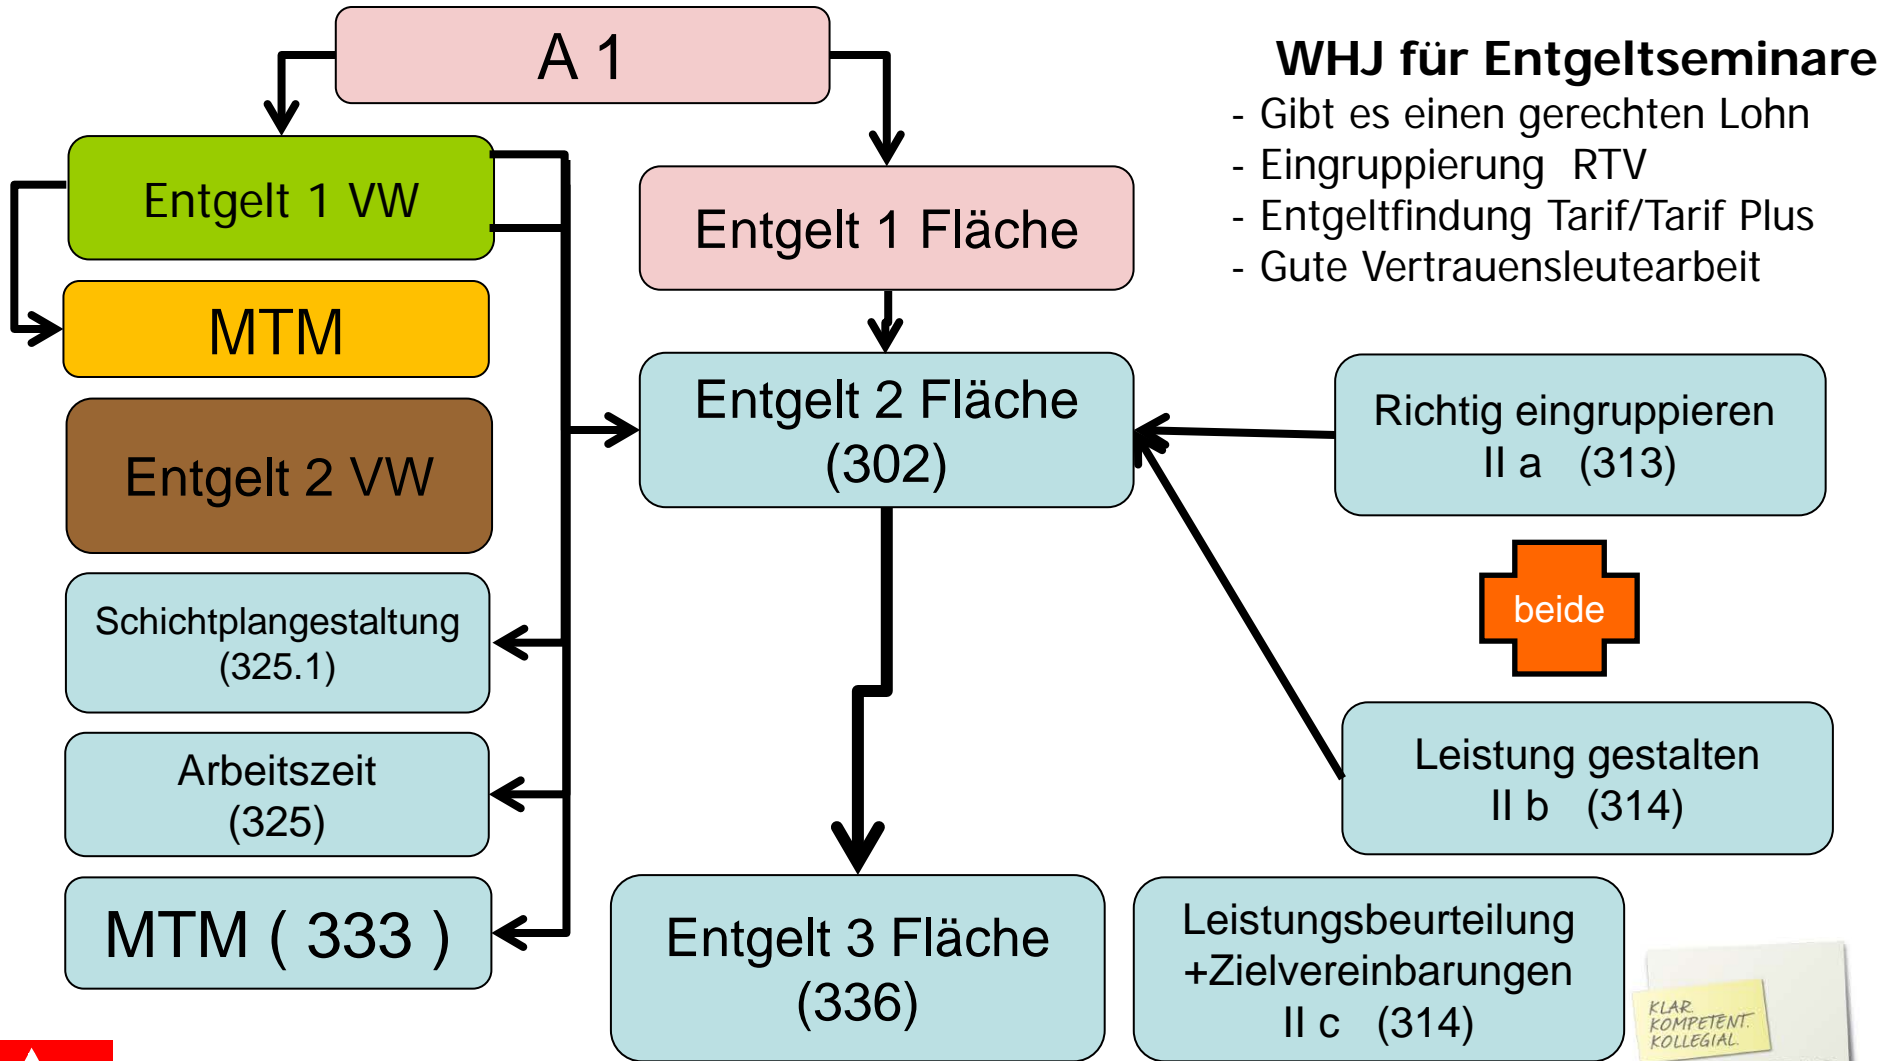 A 1
WHJ für Entgeltseminare
- Gibt es einen gerechten Lohn
- Eingruppierung RTV
- Entgeltfindung Tarif/Tarif Plus
- Gute Vertrauensleutearbeit
Entgelt 1 VW
Entgelt 1 Fläche
MTM
Entgelt 2 Fläche
(302)
Richtig eingruppieren
II a (313)
Entgelt 2 VW
beide
Schichtplangestaltung
(325.1)
Leistung gestalten
II b (314)
Arbeitszeit
(325)
MTM ( 333 )
Entgelt 3 Fläche
(336)
Leistungsbeurteilung
+Zielvereinbarungen
II c (314)
KLAR.
KOMPETENT.
KOLLEGIAL.